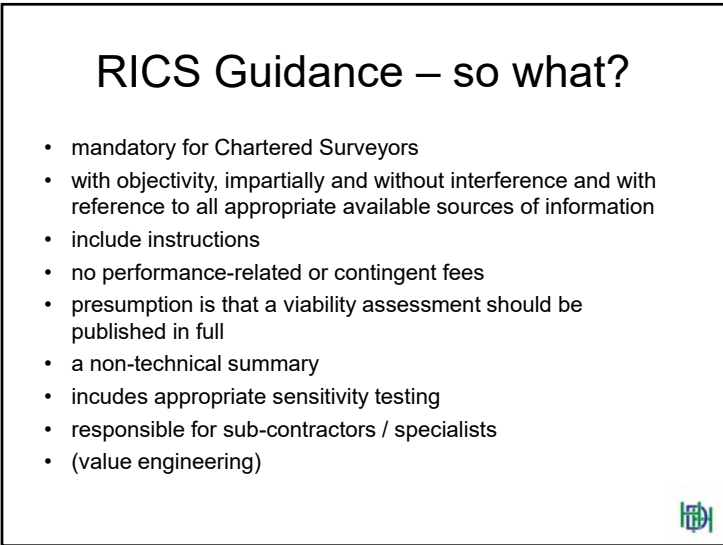 RICS Guidance – so what?
• mandatory for Chartered Surveyors
• with objectivity, impartially and without interference and with
reference to all appropriate available sources of information
• include instructions
• no performance-related or contingent fees
• presumption is that a viability assessment should be
published in full
• a non-technical summary
• incudes appropriate sensitivity testing
• responsible for sub-contractors / specialists
• (value engineering)
HDH